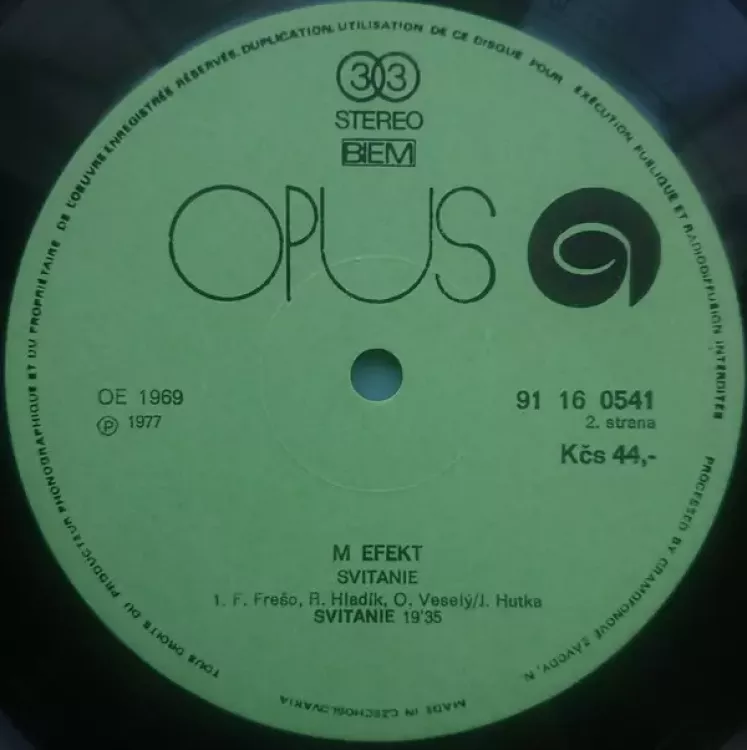 TOUS DROITS DU PRODUCTEUR PHONOGRAPHIQUE ET DU PROPRIETAIRE DE L'OEUVRE ENREGISTRÉE RÉSERVÉS. DUPLICATION, UTILISATION DE CE DISQUE POUR EXÉCUTION PUBLIQUE ET RADIODIFFUSION INTERDITES
33
STEREO
BIEM
OPUS
OE 1969
℗ 1977
91 16 0541
2. strana
Kčs 44,-
M EFEKT
SVITANIE
1. F. Frešo, R. Hladík, O. Veselý/J. Hutka
SVITANIE 19'35
PROCESSED BY GRAMOFONOVÉ ZÁVODY, N.
MADE IN CZECHOSLOVAKIA